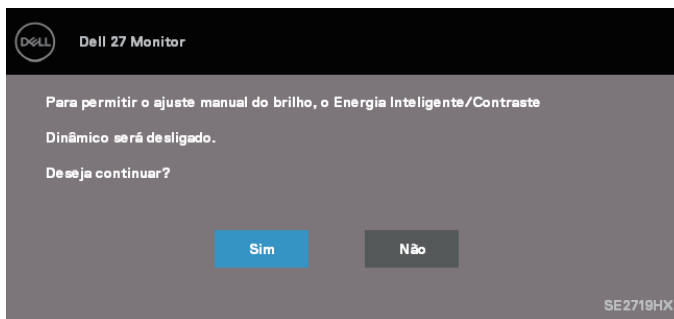 DELL
Dell 27 Monitor
Para permitir o ajuste manual do brilho, o Energia Inteligente/Contraste
Dinâmico será desligado.
Deseja continuar?
Sim
Não
SE2719HX